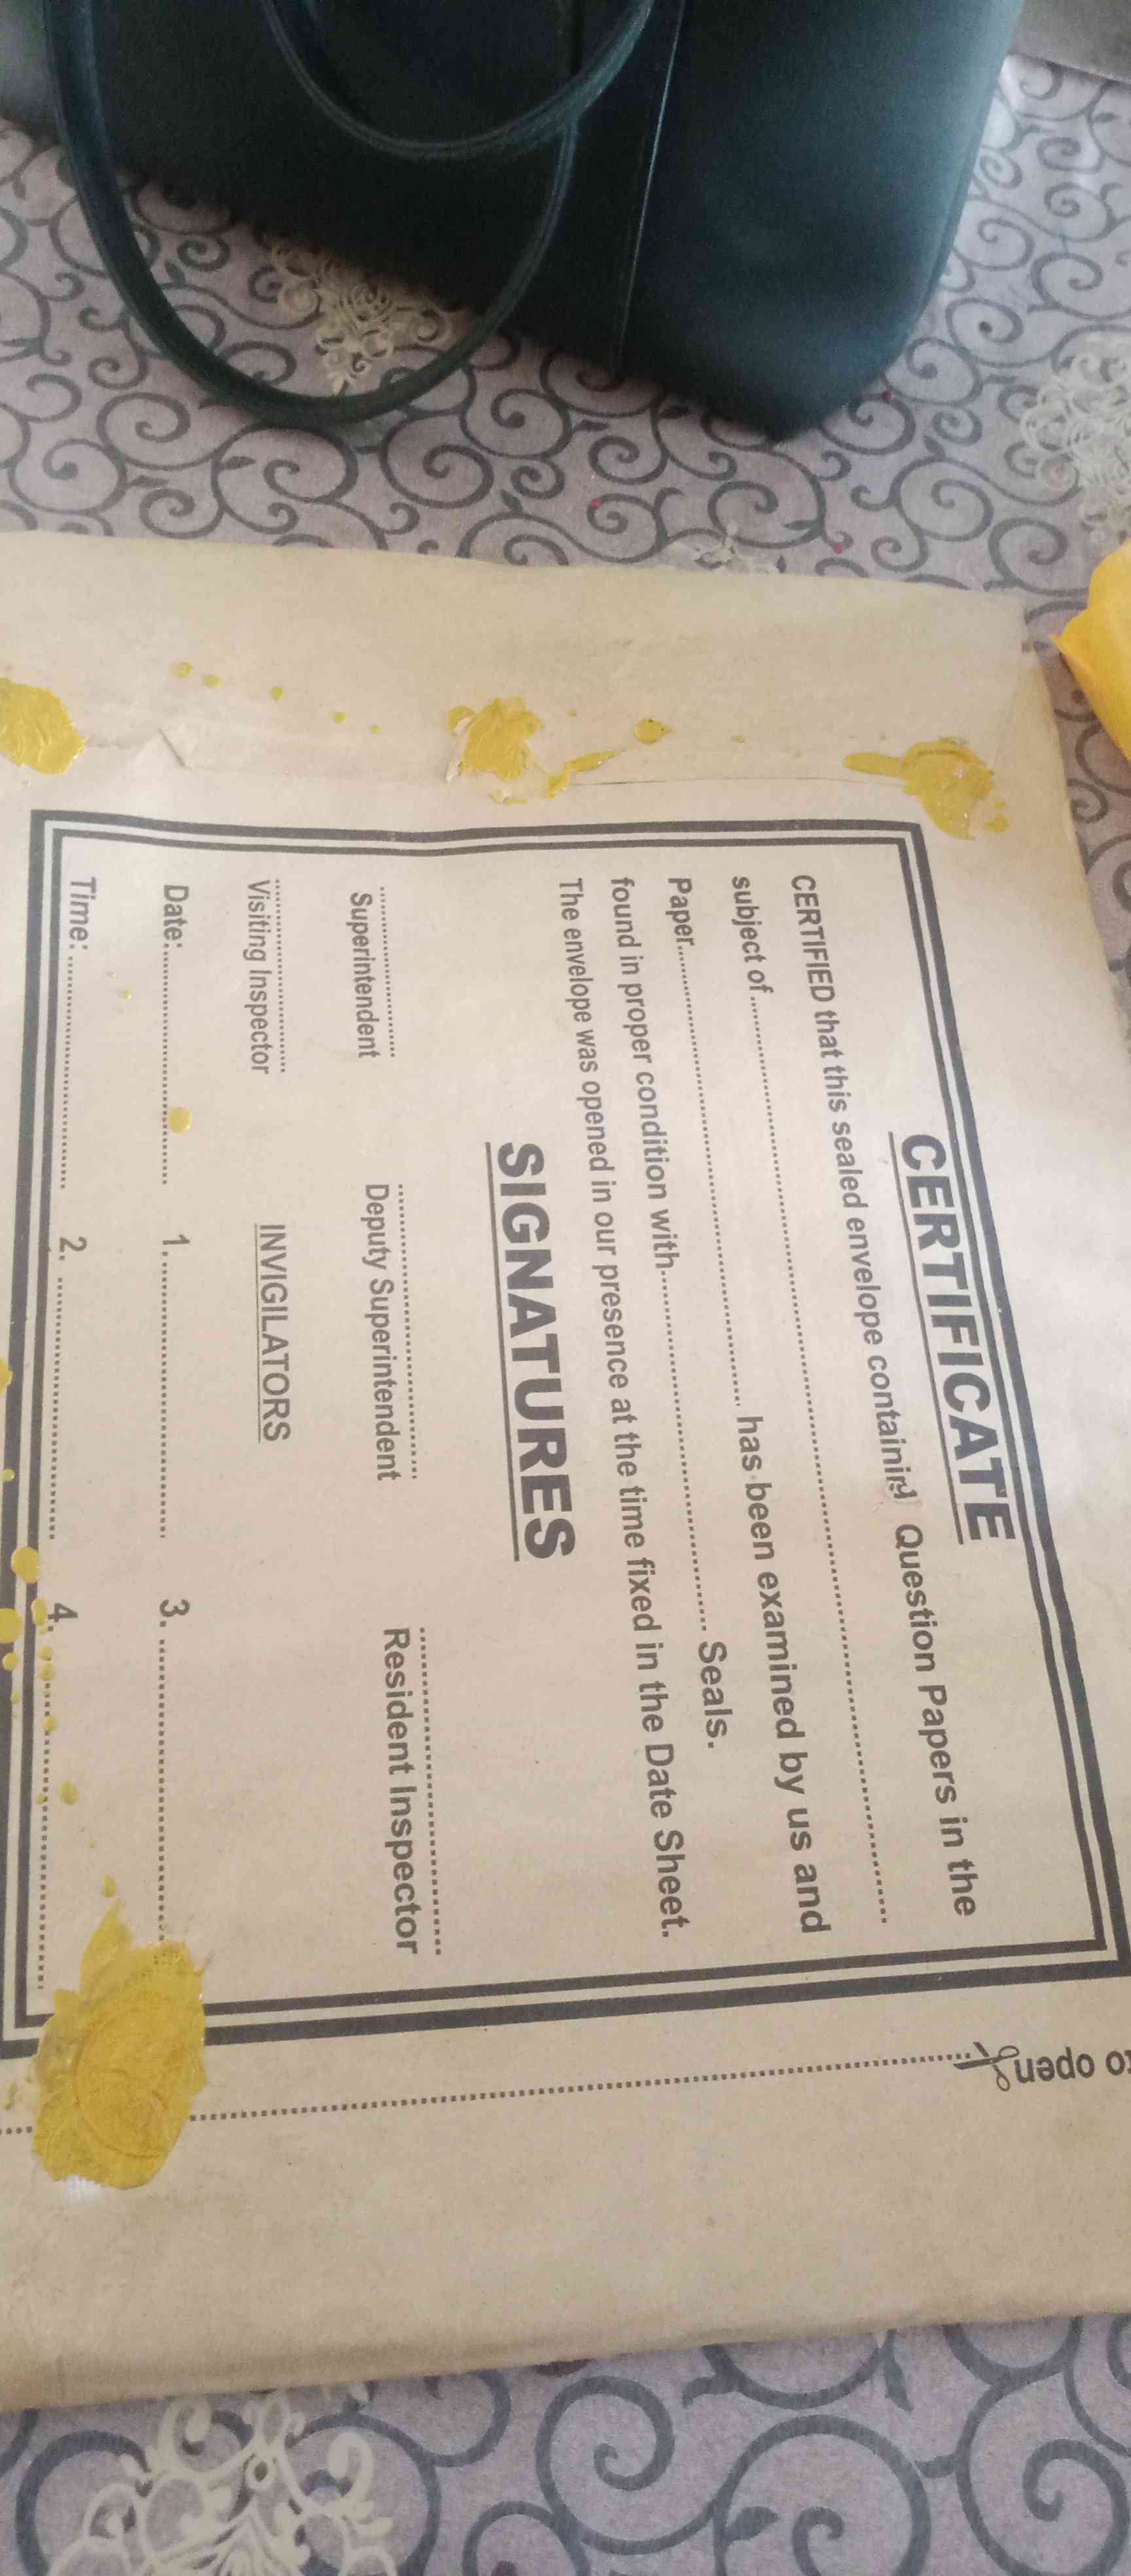 CERTIFICATE
CERTIFIED that this sealed envelope containing Question Papers in the
subject of
Paper has been examined by us and
found in proper condition with Seals.
The envelope was opened in our presence at the time fixed in the Date Sheet.
SIGNATURES
Superintendent Deputy Superintendent Resident Inspector
Visiting Inspector INVIGILATORS
Date: 1. 3.
Time: 2. 4.
to open